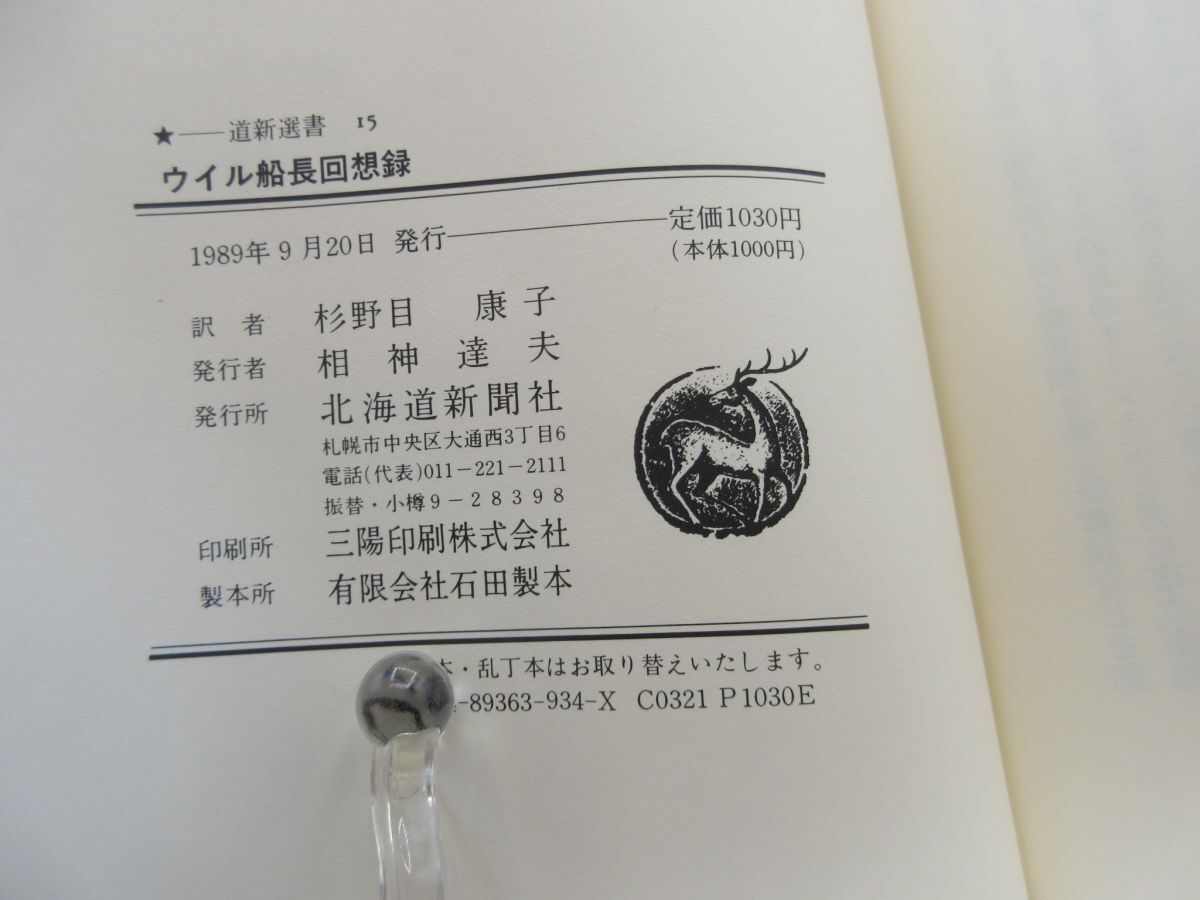 ★——道新選書 15
ウイル船長回想録
1989年9月20日 発行————定価1030円
(本体1000円)
訳者 杉野目 康子
発行者 相神達夫
発行所 北海道新聞社
札幌市中央区大通西3丁目6
電話(代表)011-221-2111
振替・小樽9-28398
印刷所 三陽印刷株式会社
製本所 有限会社石田製本
本・乱丁本はお取り替えいたします。
-89363-934-X C0321 P1030E